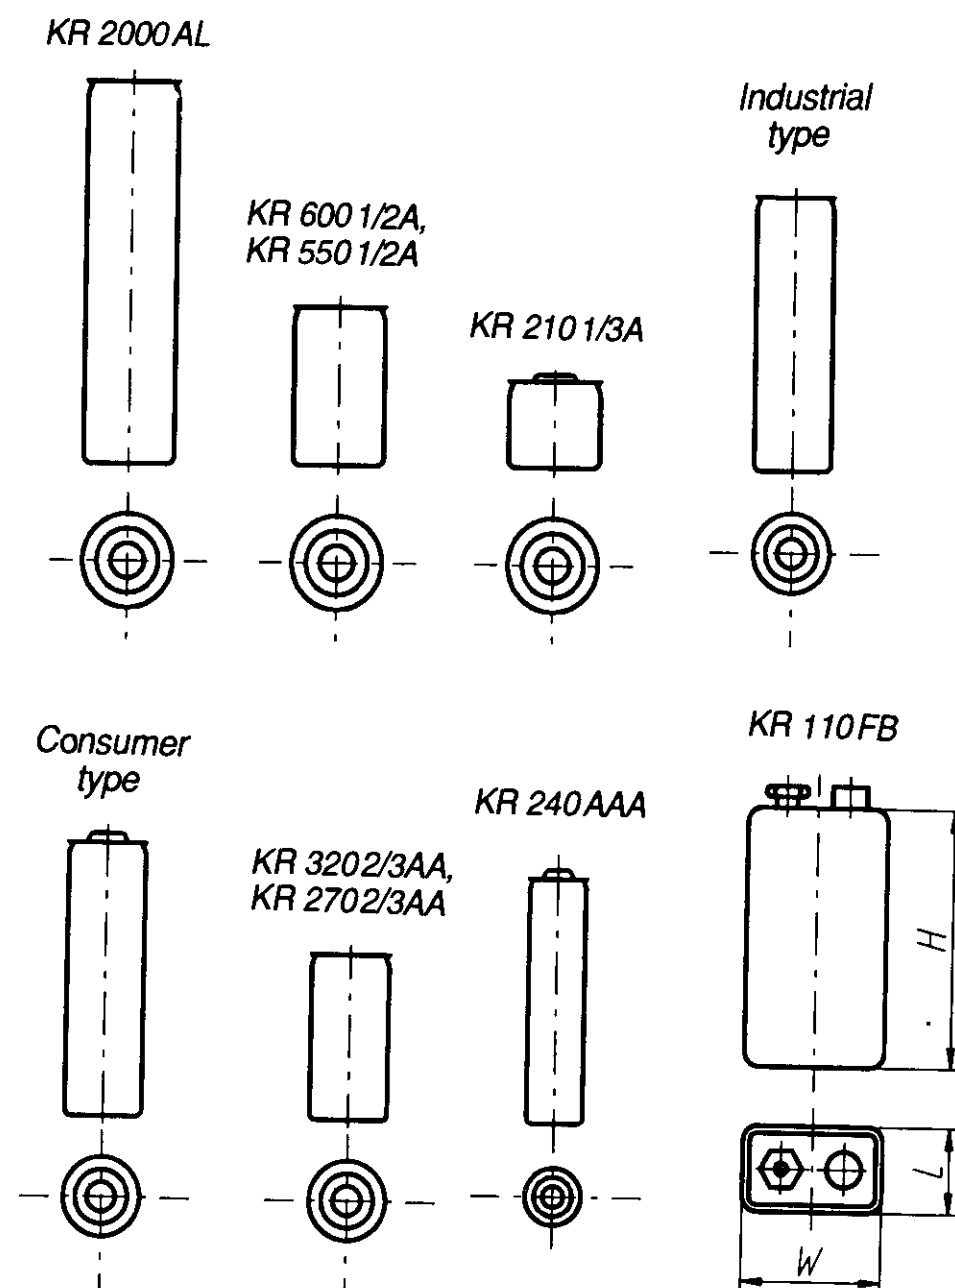 KR 2000 AL
Industrial
type
KR 600 1/2A,
KR 550 1/2A
KR 210 1/3A
Consumer
type
KR 320 2/3AA,
KR 270 2/3AA
KR 240 AAA
KR 110 FB
H
L
W